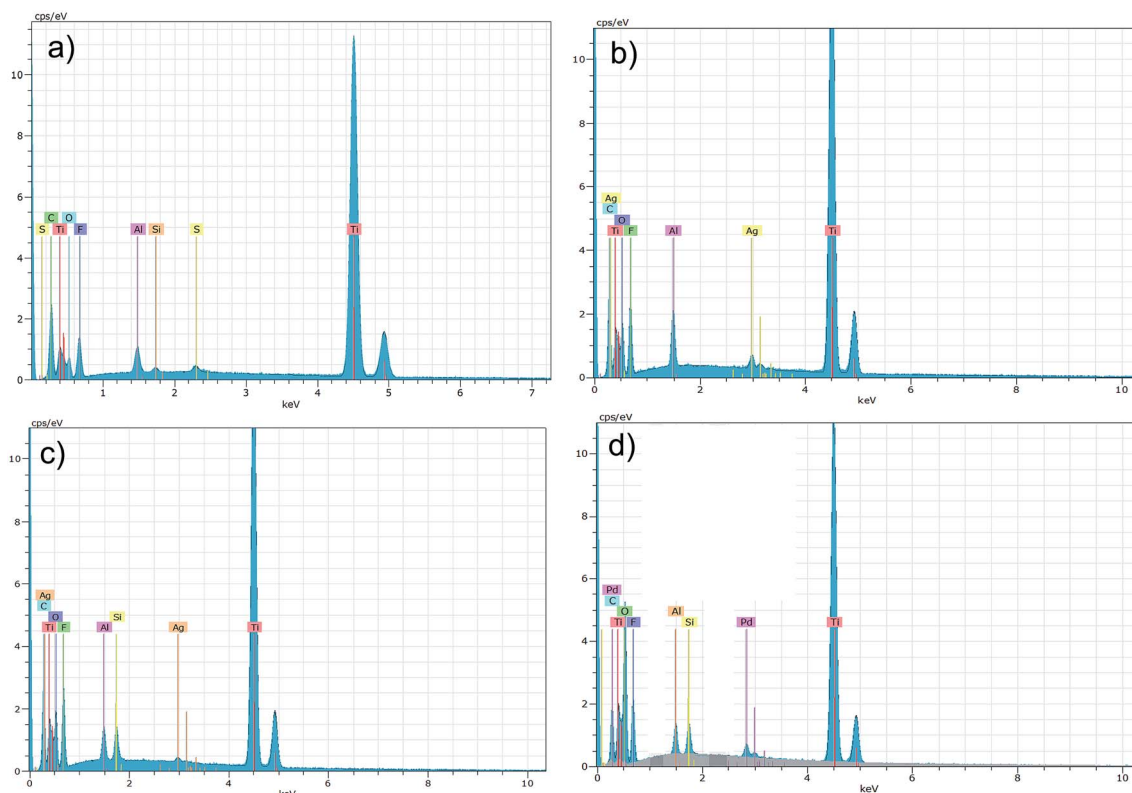 cps/eV
a)
12
10
8
6
4
2
0
S C Ti O F Al Si S Ti
1 2 3 4 5 6 7
keV
cps/eV
b)
10
8
6
4
2
0
Ag
C
O
Ti F Al Ag Ti
0 2 4 6 8 10
keV
cps/eV
c)
10
8
6
4
2
0
Ag
C
O Si
Ti F Al Ag Ti
0 2 4 6 8 10
keV
cps/eV
d)
10
8
6
4
2
0
Pd
C
O Al
Ti F Si Pd Ti
0 2 4 6 8 10
keV